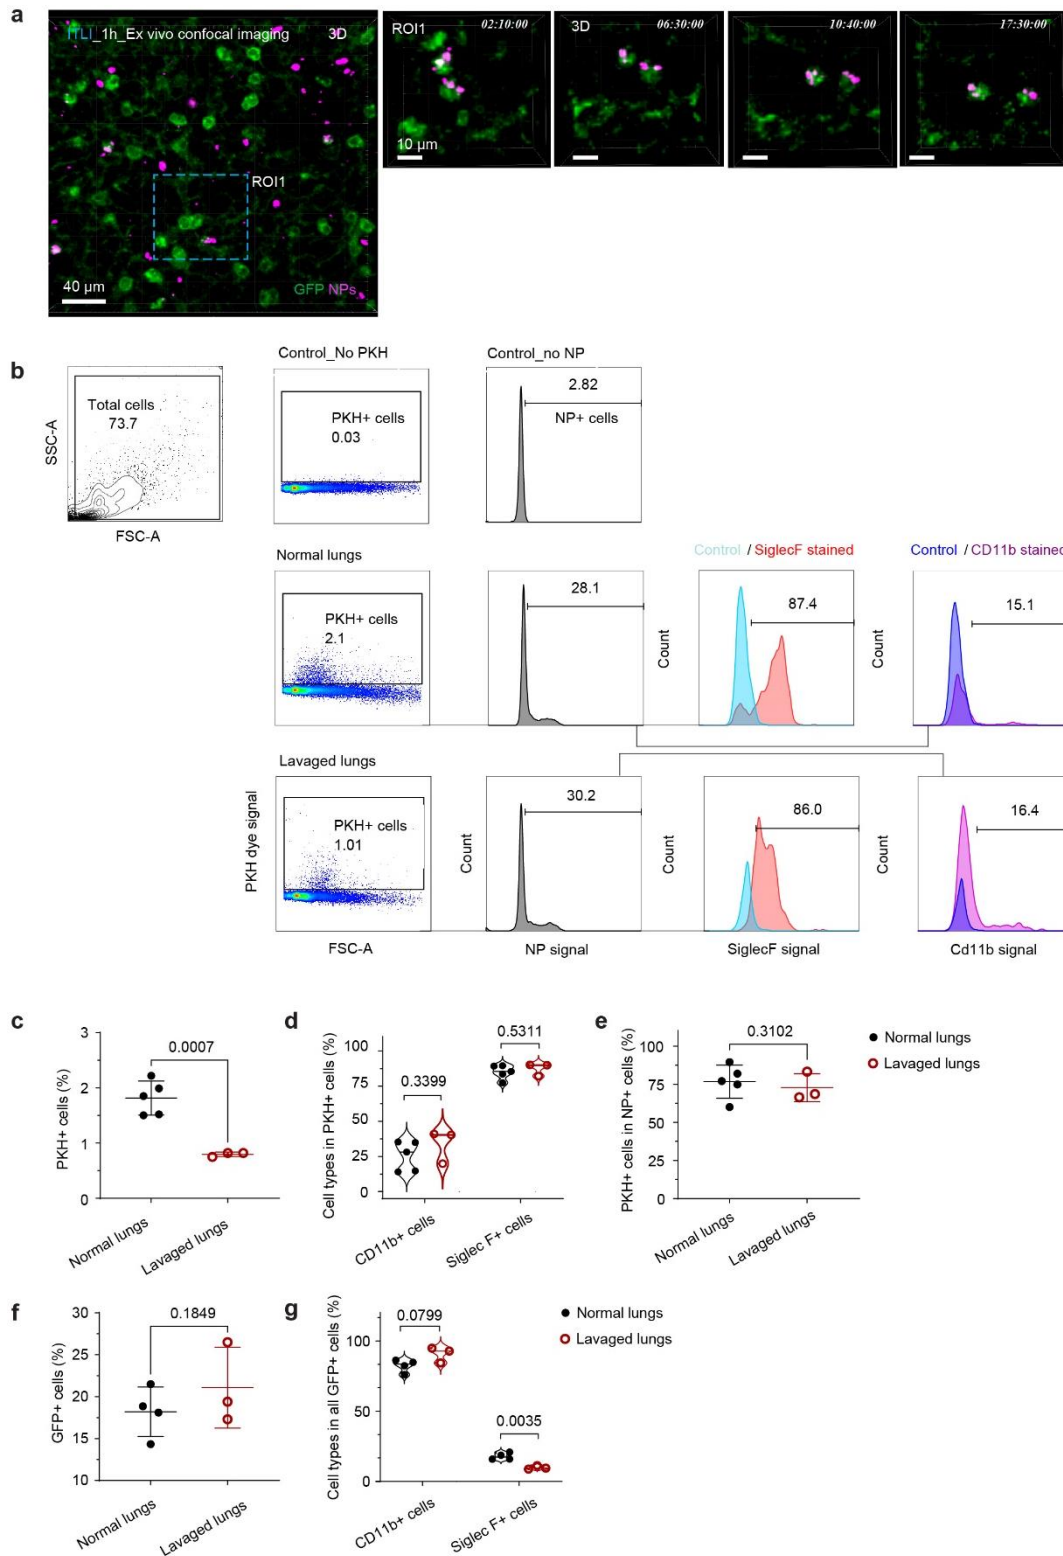 a
ITLI_1h_Ex vivo confocal imaging 3D
ROI1
GFP NPs
40 µm
ROI1 02:10:00
10 µm
3D 06:30:00
10:40:00
17:30:00
b
Total cells
73.7
SSC-A
FSC-A
Control_No PKH
PKH+ cells
0.03
Control_no NP
2.82
NP+ cells
Normal lungs
PKH+ cells
2.1
28.1
Control / SiglecF stained
87.4
Count
Control / CD11b stained
15.1
Count
Lavaged lungs
PKH+ cells
1.01
PKH dye signal
FSC-A
30.2
Count
NP signal
86.0
Count
SiglecF signal
16.4
Count
Cd11b signal
c
PKH+ cells (%)
3
2
1
0
0.0007
Normal lungs
Lavaged lungs
d
Cell types in PKH+ cells (%)
100
75
50
25
0
0.3399
0.5311
CD11b+ cells
Siglec F+ cells
e
PKH+ cells in NP+ cells (%)
100
75
50
25
0
0.3102
Normal lungs
Lavaged lungs
Normal lungs
Lavaged lungs
f
GFP+ cells (%)
30
25
20
15
10
0.1849
Normal lungs
Lavaged lungs
g
Cell types in all GFP+ cells (%)
100
50
0
0.0799
0.0035
CD11b+ cells
Siglec F+ cells
Normal lungs
Lavaged lungs